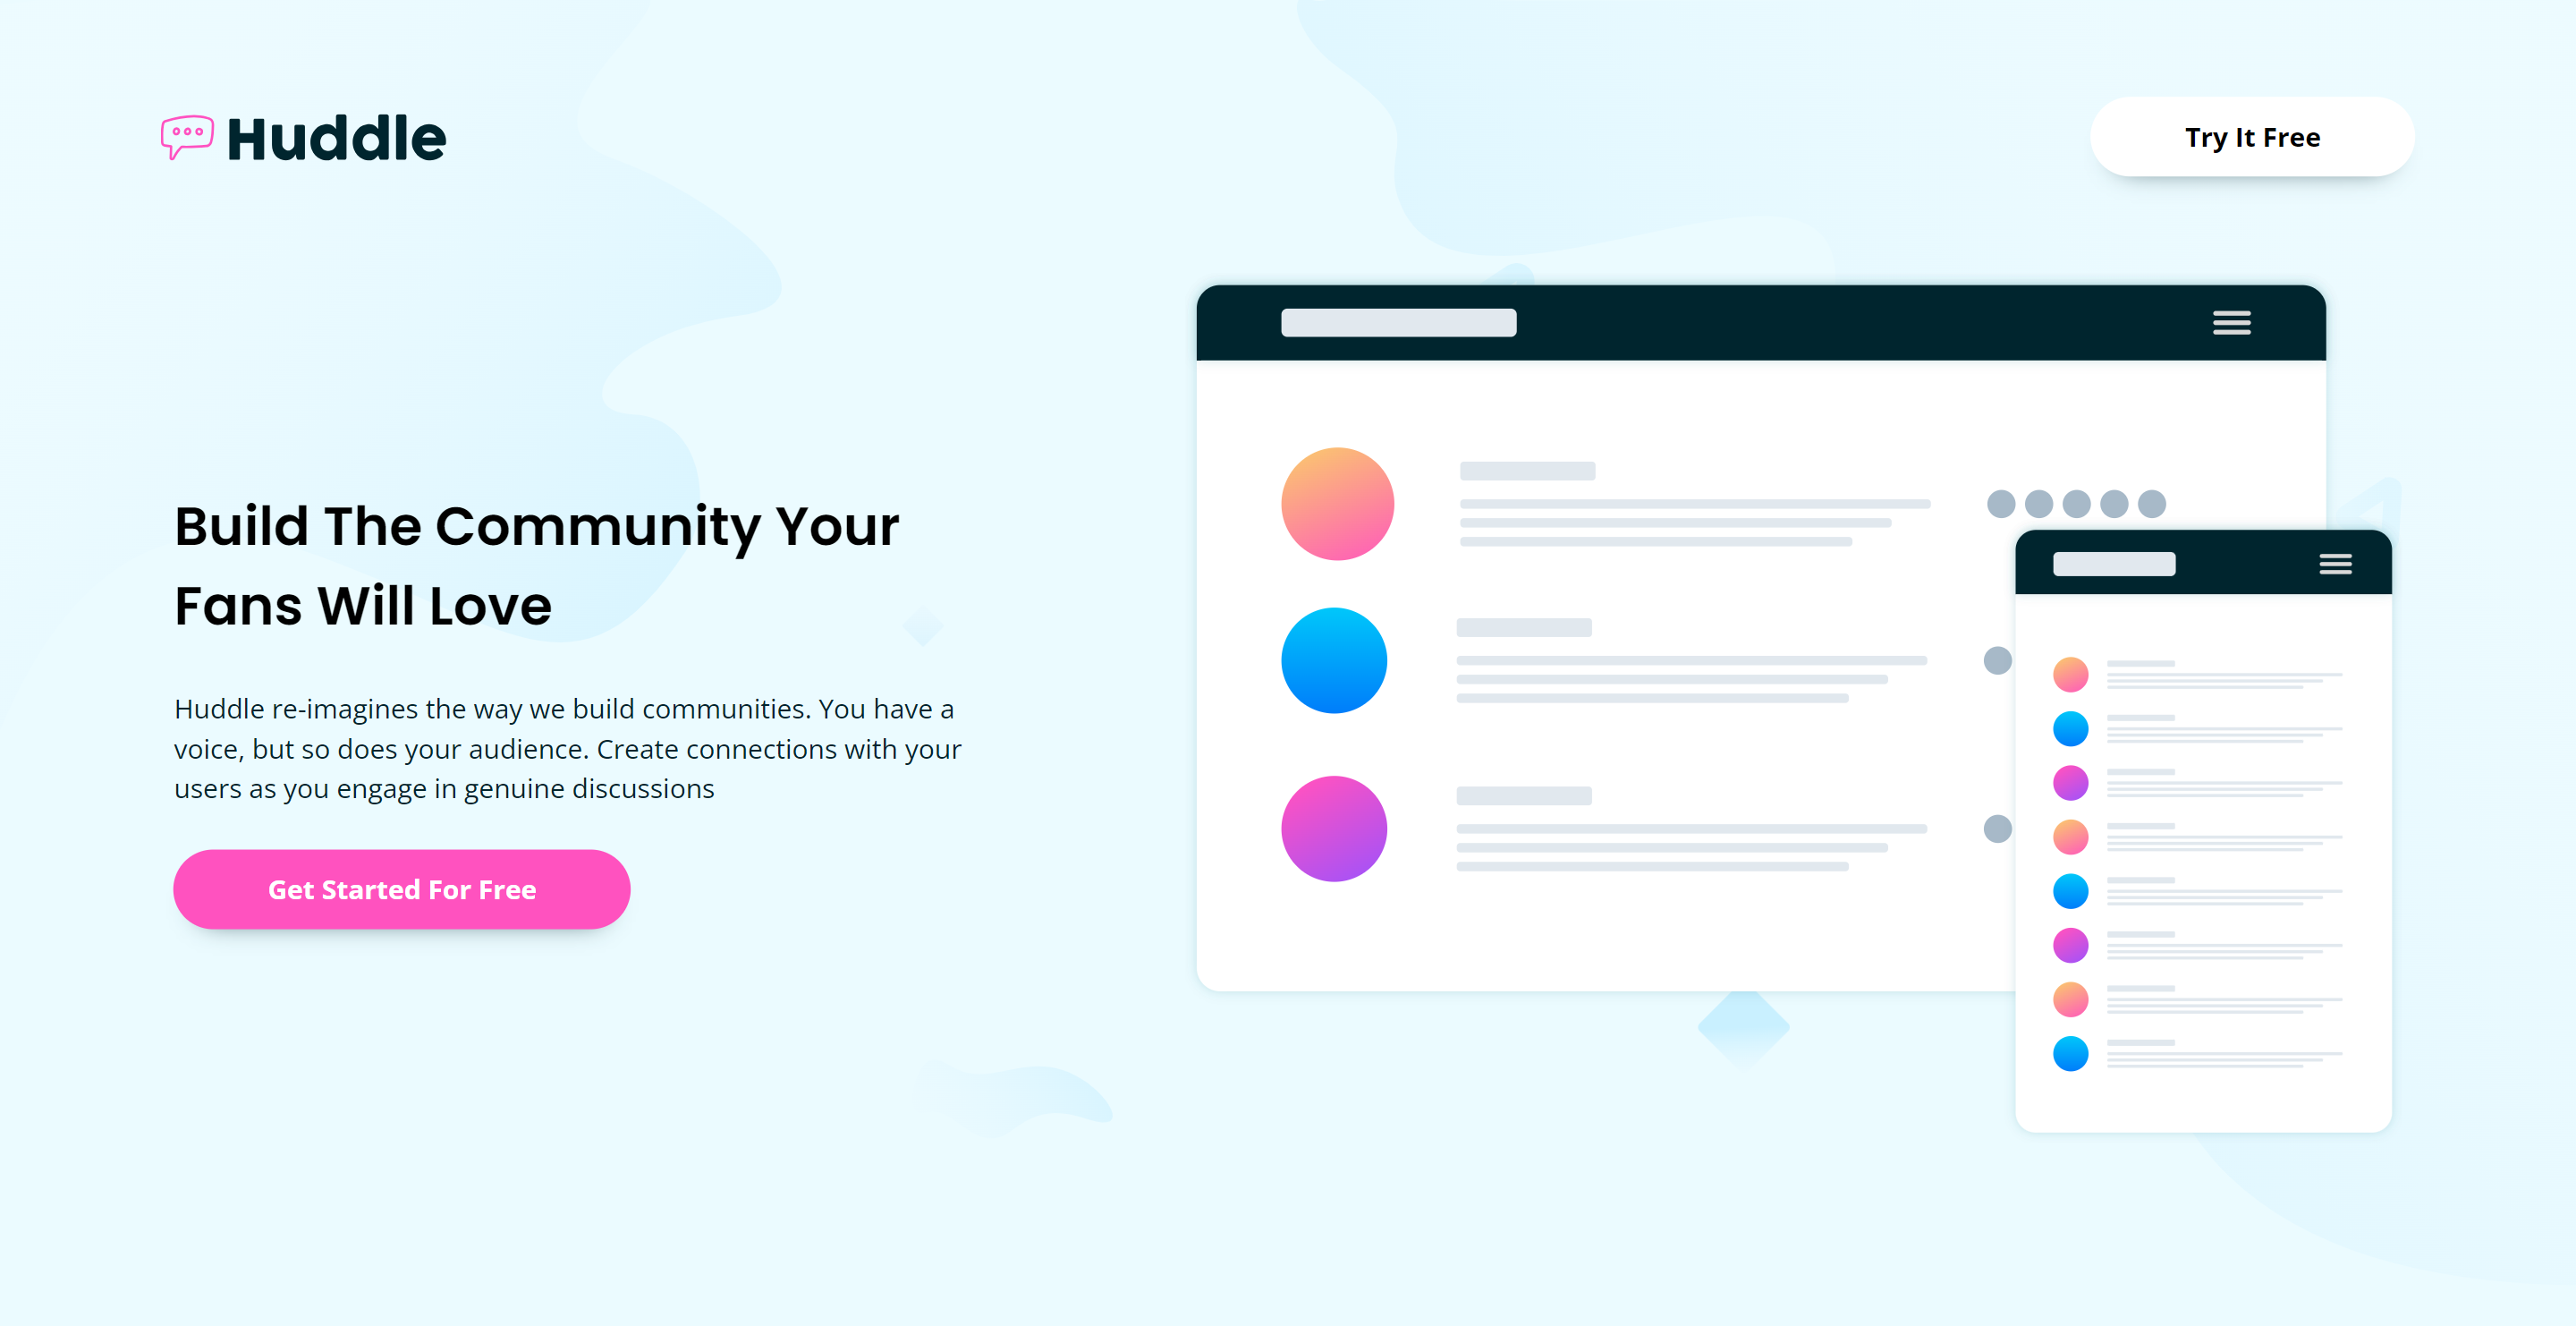 Huddle
Try It Free
Build The Community Your
Fans Will Love
Huddle re-imagines the way we build communities. You have a
voice, but so does your audience. Create connections with your
users as you engage in genuine discussions
Get Started For Free